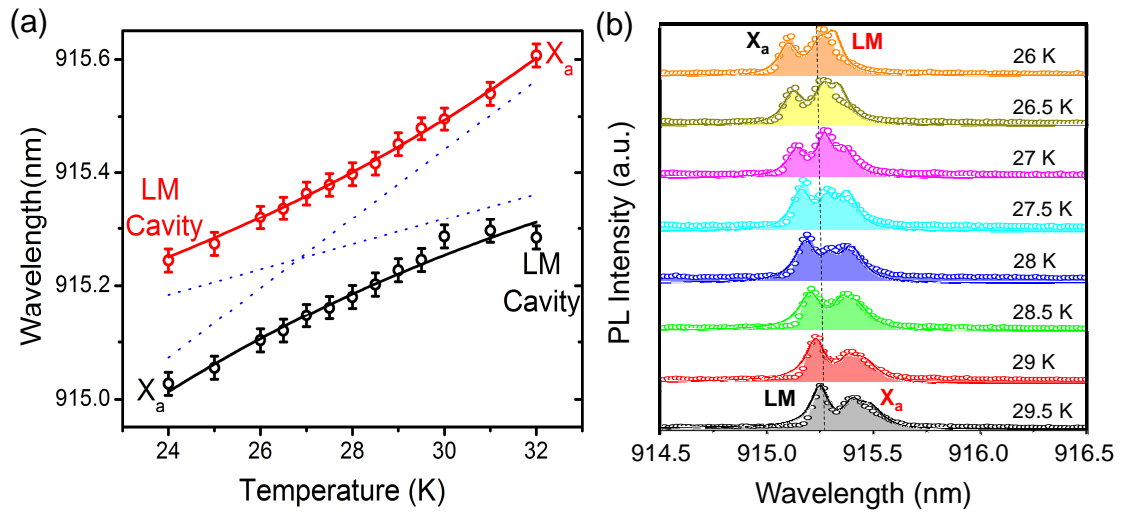 (a)
Wavelength(nm)
915.6
915.4
915.2
915.0
X_a
LM
Cavity
LM
Cavity
X_a
24 26 28 30 32
Temperature (K)
(b)
PL Intensity (a.u.)
X_a LM
26 K
26.5 K
27 K
27.5 K
28 K
28.5 K
29 K
LM X_a
29.5 K
914.5 915.0 915.5 916.0 916.5
Wavelength (nm)